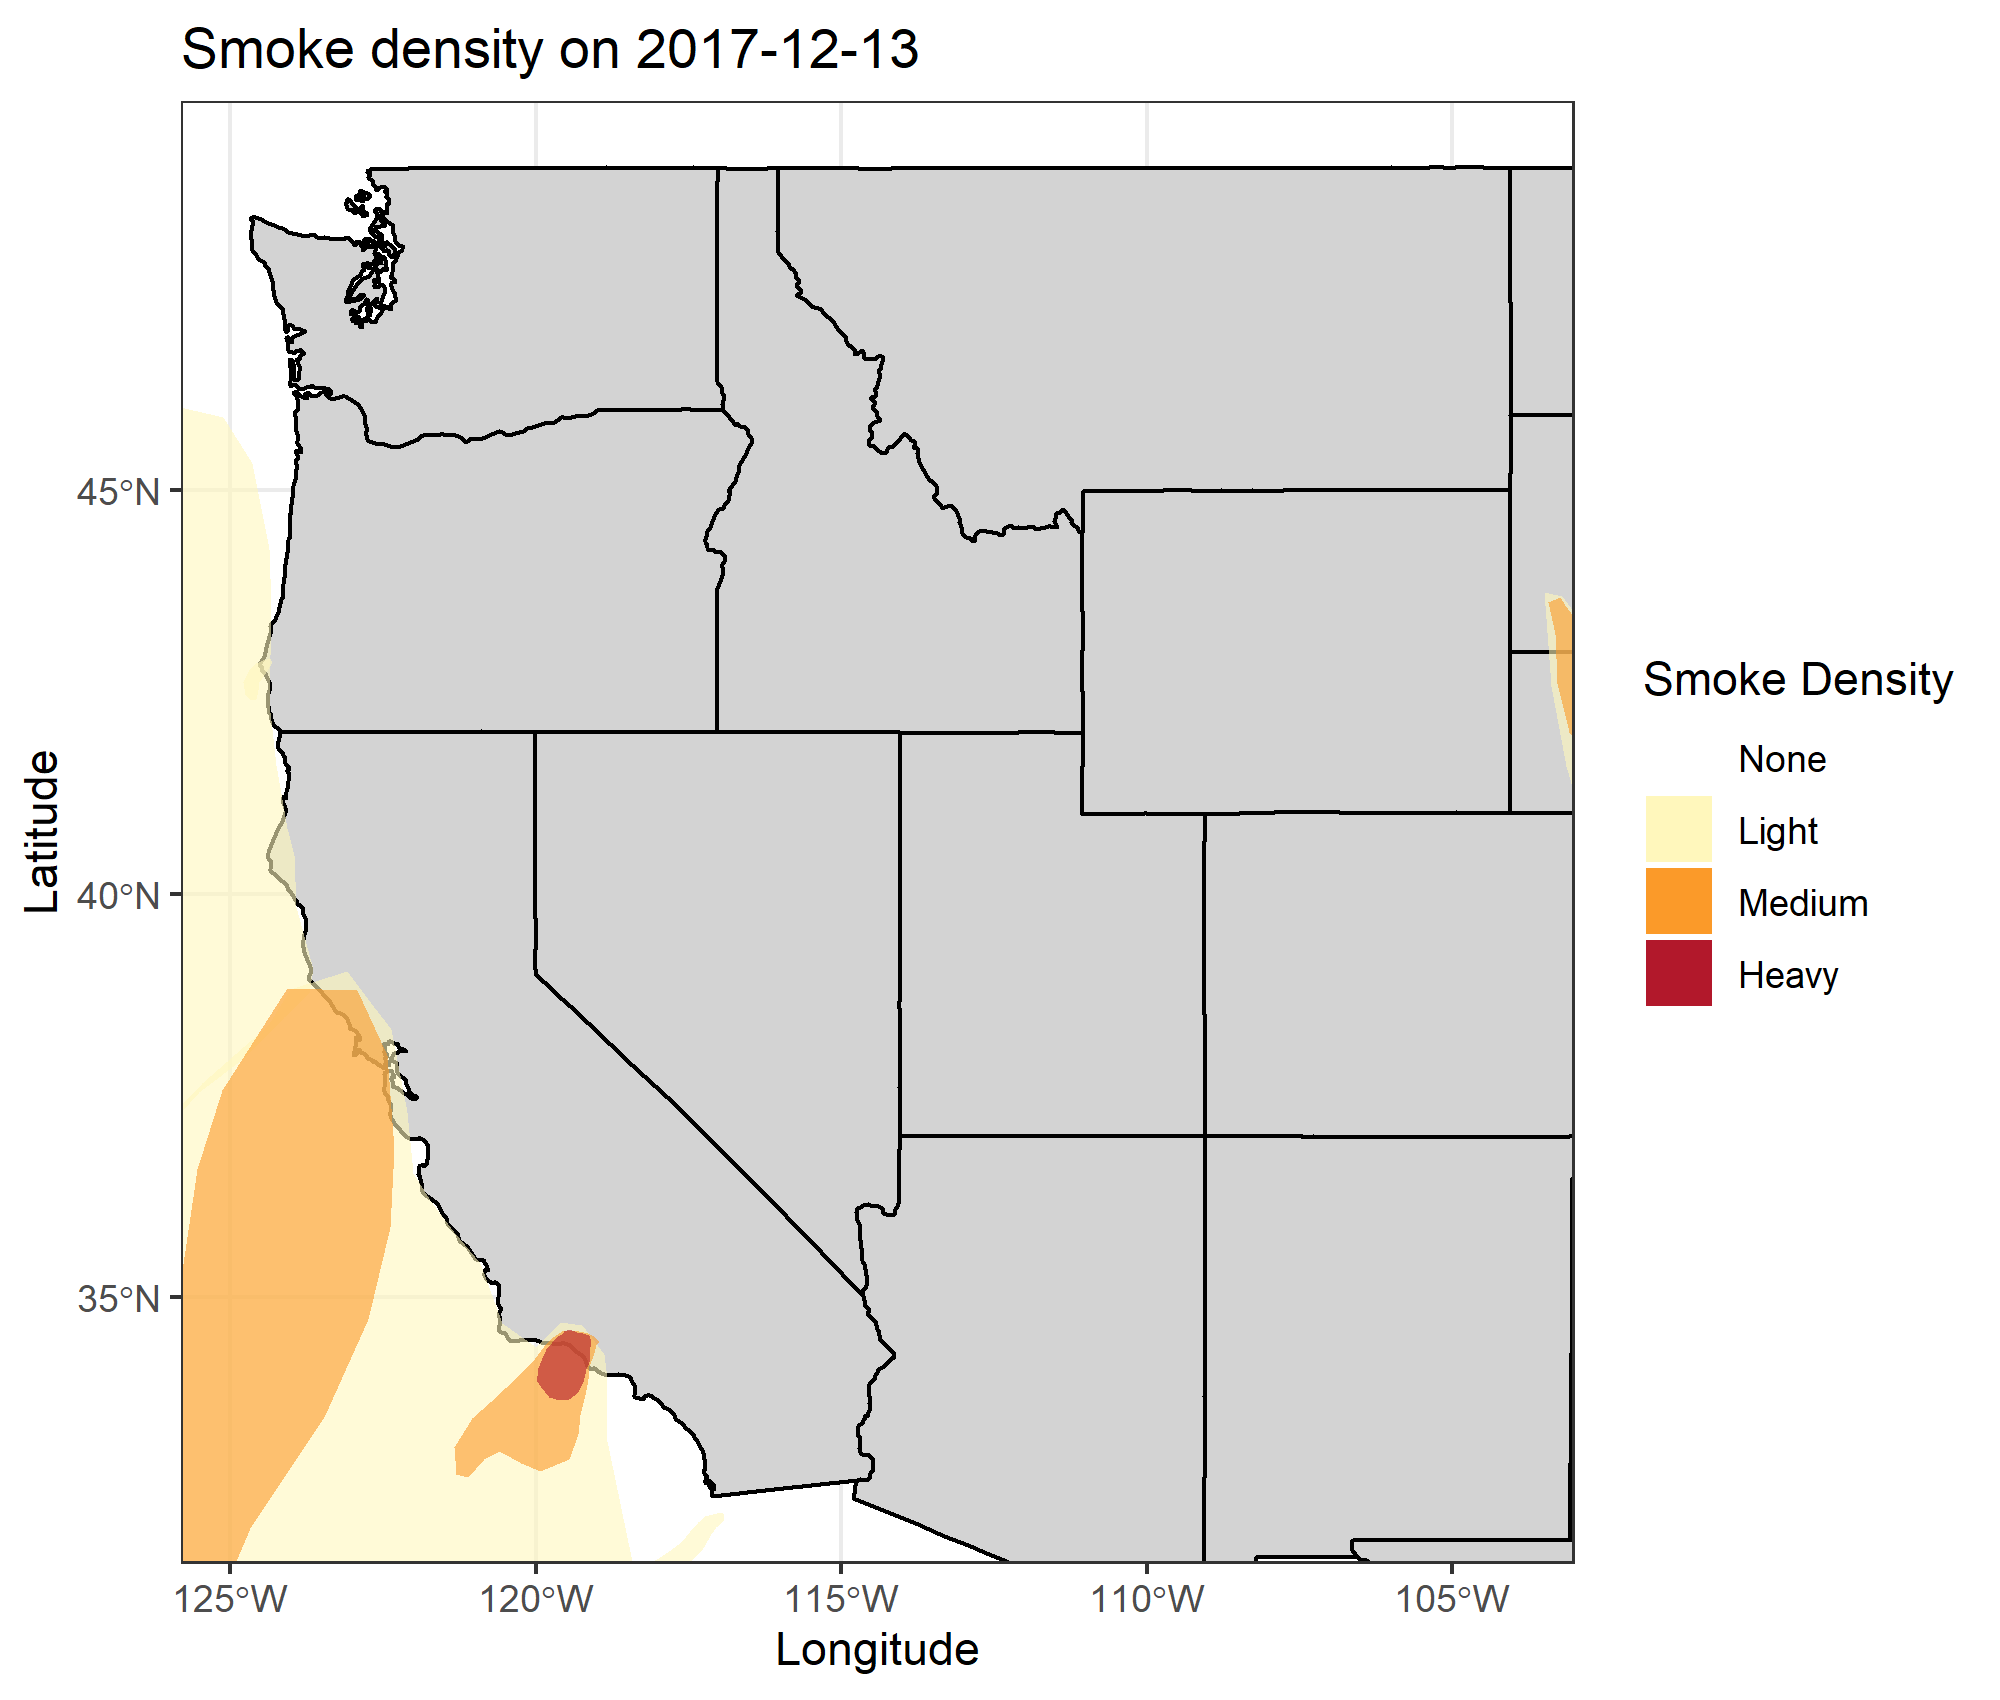 Smoke density on 2017-12-13
Latitude
45°N
40°N
35°N
125°W
120°W
115°W
110°W
105°W
Longitude
Smoke Density
None
Light
Medium
Heavy